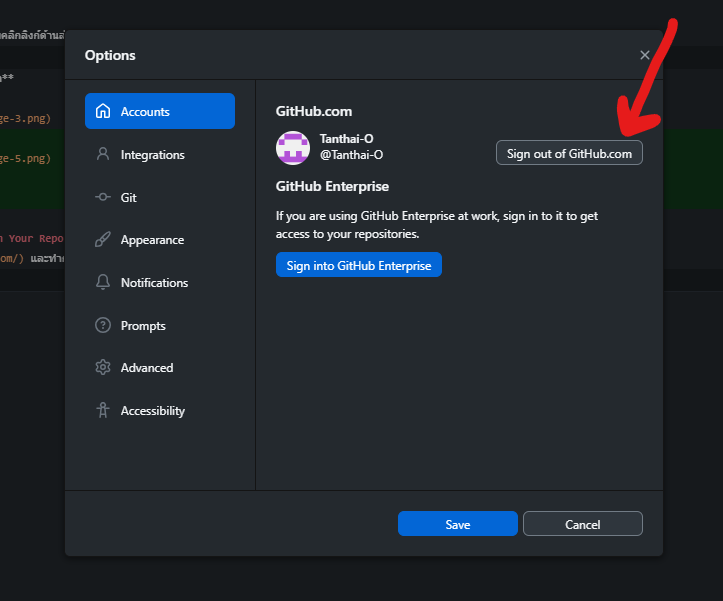 คลิกลิงก์ด้านล่
Options
**
Accounts
GitHub.com
ge-3.png)
Tanthai-O
@Tanthai-O
Sign out of GitHub.com
Integrations
ge-5.png)
GitHub Enterprise
Git
If you are using GitHub Enterprise at work, sign in to it to get
access to your repositories.
n Your Repo
Appearance
om/) และทำ
Sign into GitHub Enterprise
Notifications
Prompts
Advanced
Accessibility
Save
Cancel